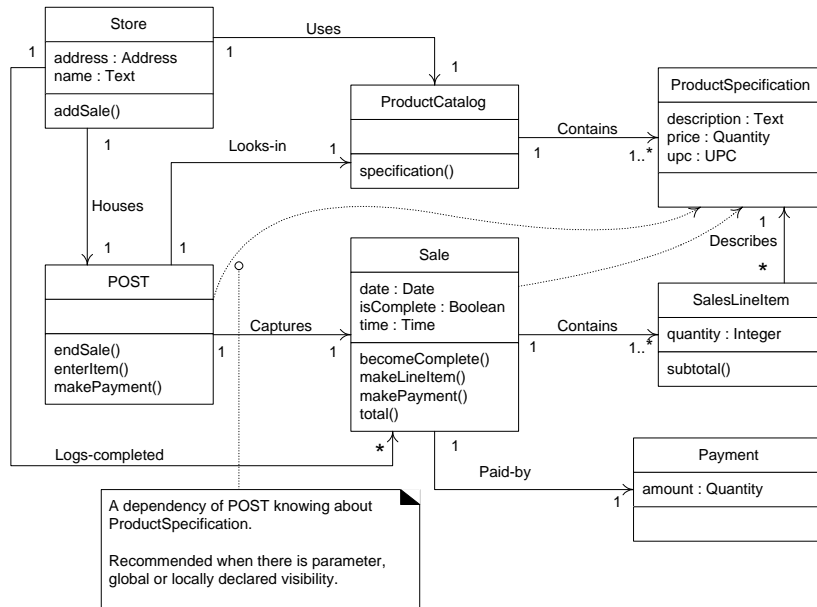 Store
address : Address
name : Text
addSale()
1
1
Uses
1
ProductCatalog
specification()
ProductSpecification
description : Text
price : Quantity
upc : UPC
Contains
1
1..*
1
Looks-in
1
1
Houses
1
1
Describes
*
POST
endSale()
enterItem()
makePayment()
Captures
1
1
Sale
date : Date
isComplete : Boolean
time : Time
becomeComplete()
makeLineItem()
makePayment()
total()
Contains
1
1..*
SalesLineItem
quantity : Integer
subtotal()
Logs-completed
*
1
Paid-by
1
Payment
amount : Quantity
A dependency of POST knowing about
ProductSpecification.
Recommended when there is parameter,
global or locally declared visibility.